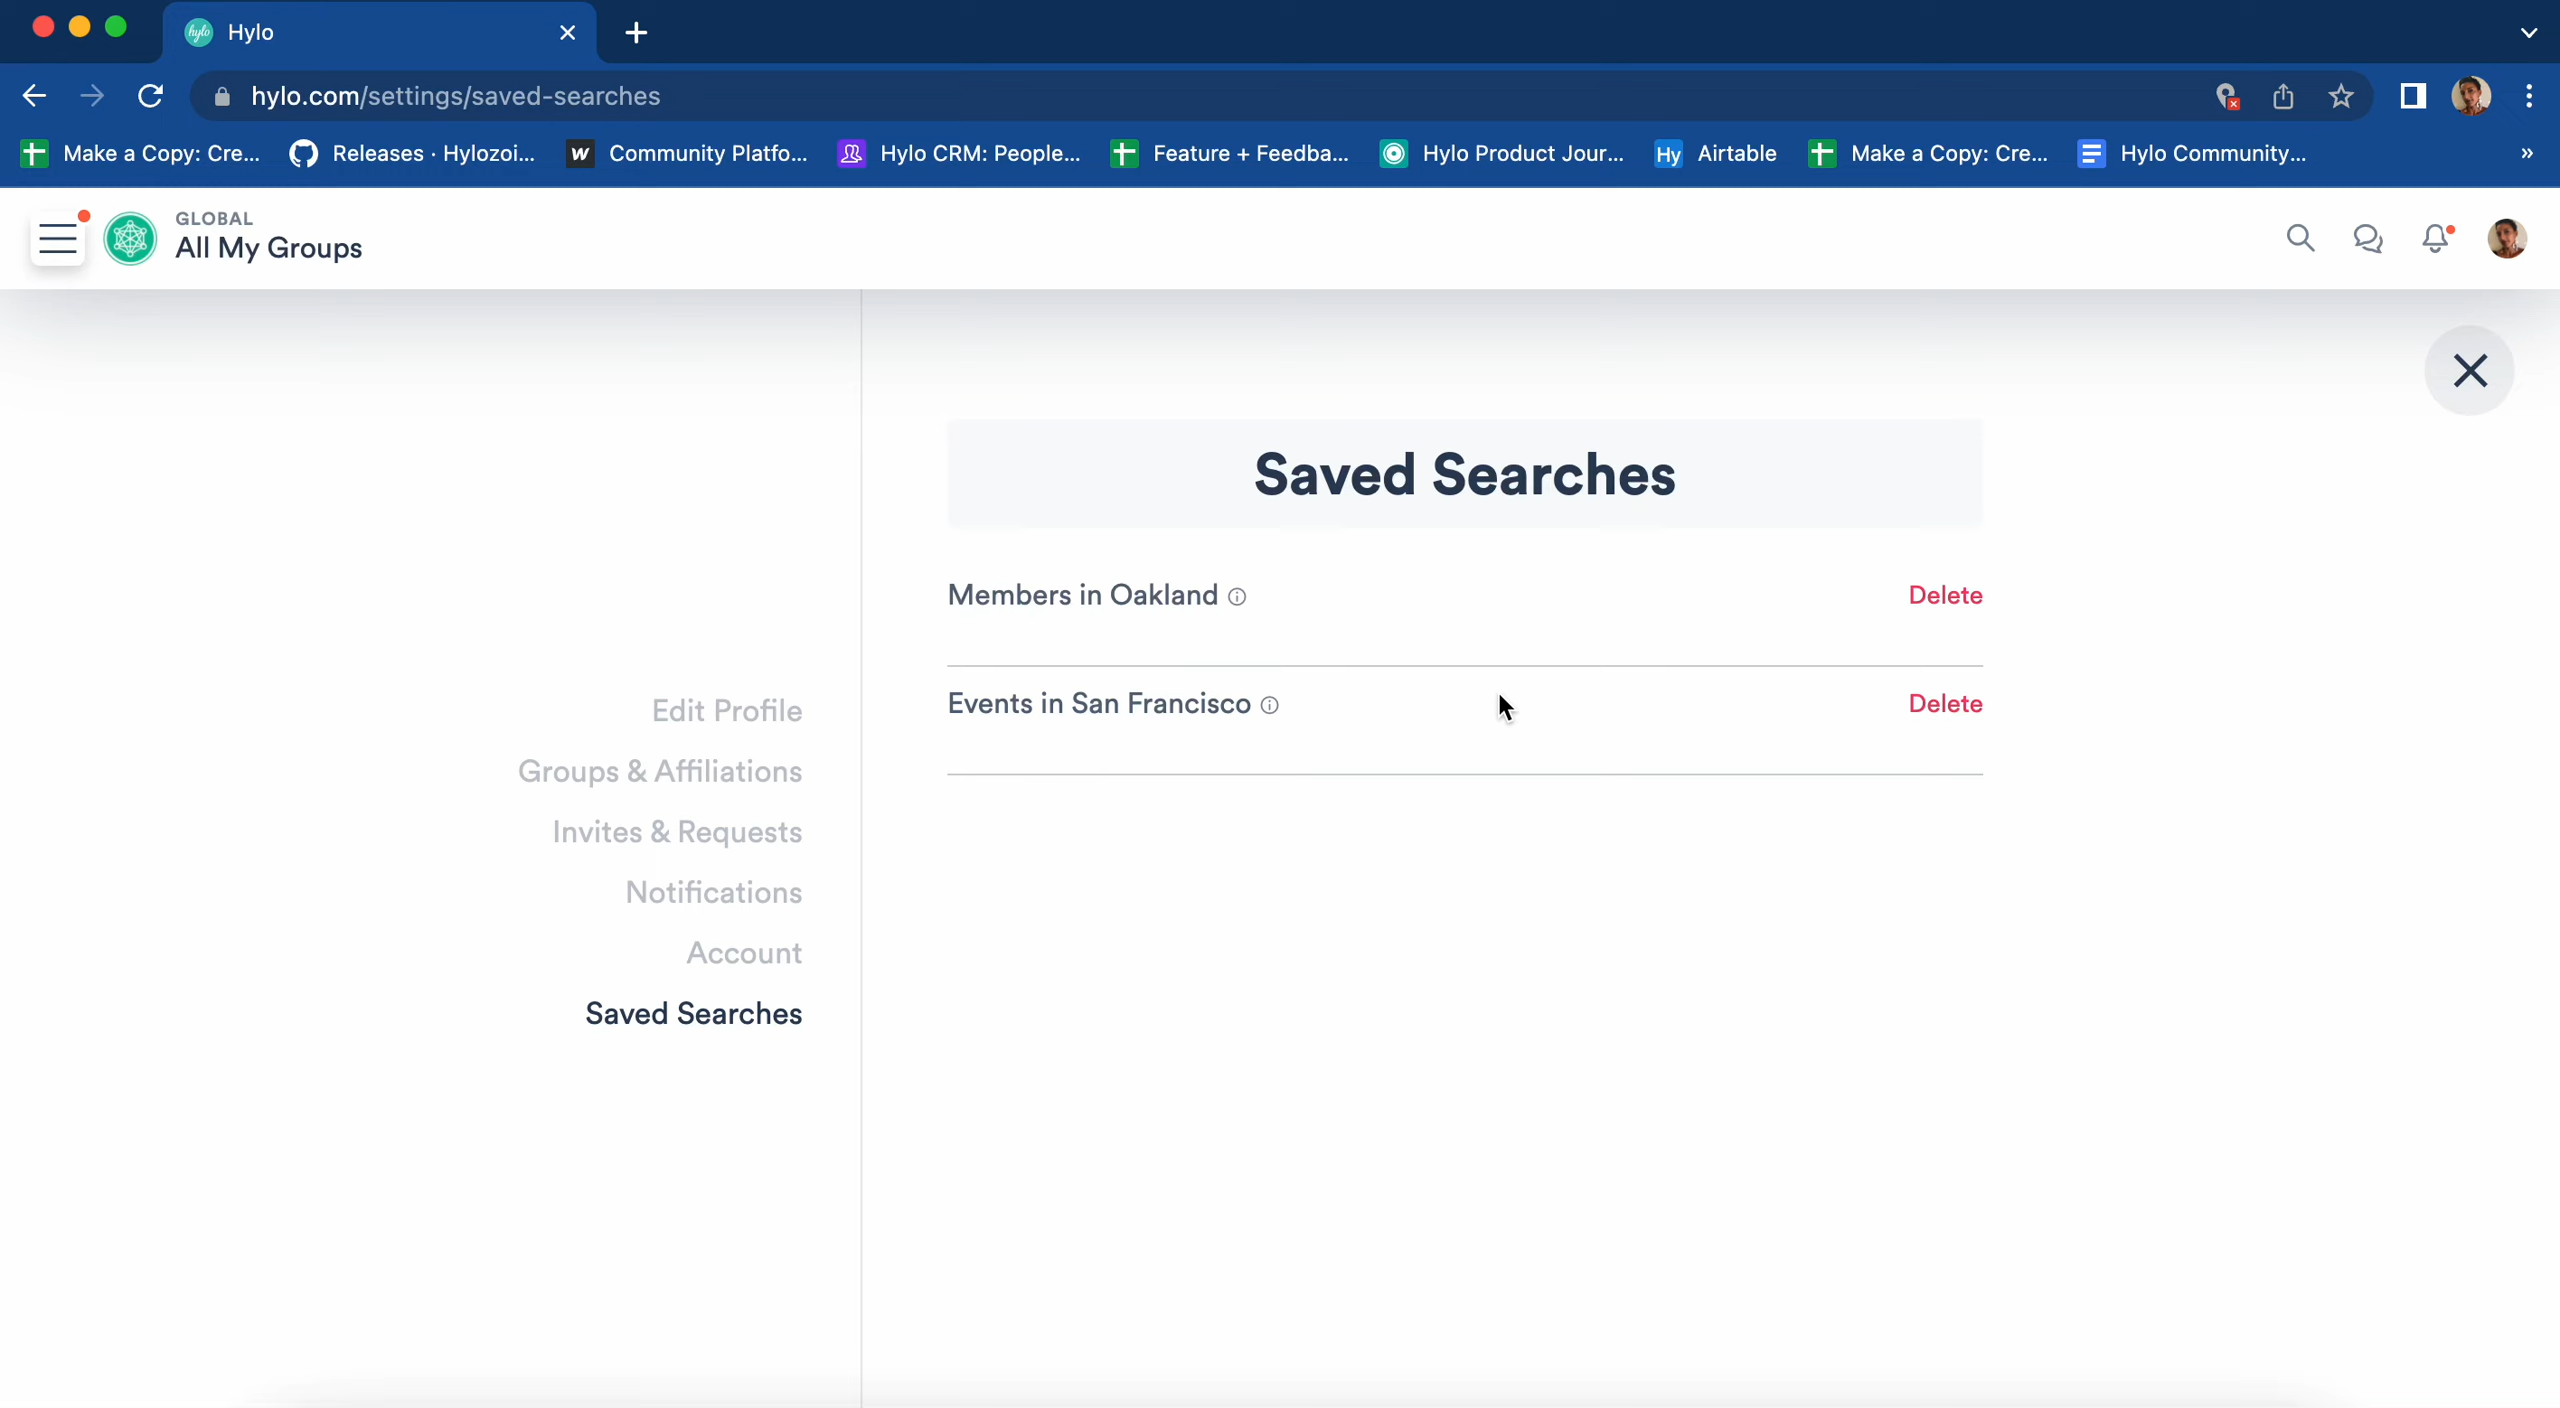 hylo Hylo
hylo.com/settings/saved-searches
Make a Copy: Cre... Releases · Hylozoi... W Community Platfo... Hylo CRM: People... Feature + Feedba... Hylo Product Jour... Hy Airtable Make a Copy: Cre... Hylo Community... »
GLOBAL
All My Groups
Saved Searches
Members in Oakland Delete
Events in San Francisco Delete
Edit Profile
Groups & Affiliations
Invites & Requests
Notifications
Account
Saved Searches